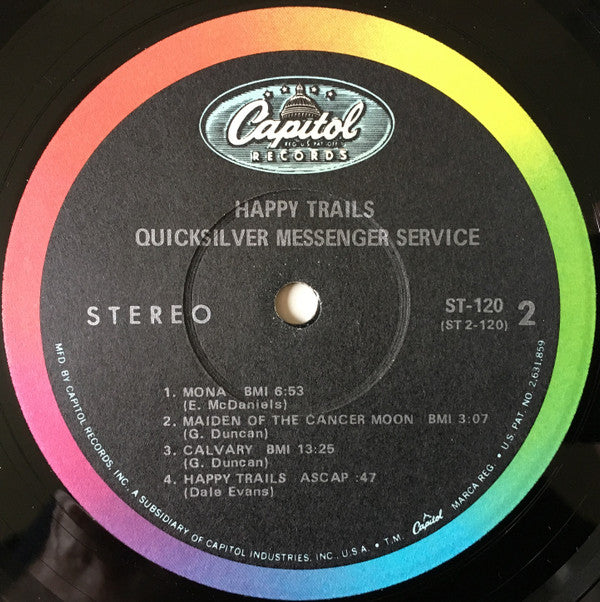 Capitol
REG. U.S. PAT. OFF.
RECORDS
HAPPY TRAILS
QUICKSILVER MESSENGER SERVICE
STEREO
ST-120
(ST 2-120)
2
1. MONA BMI 6:53
(E. McDaniels)
2. MAIDEN OF THE CANCER MOON BMI 3:07
(G. Duncan)
3. CALVARY BMI 13:25
(G. Duncan)
4. HAPPY TRAILS ASCAP :47
(Dale Evans)
MFD. BY CAPITOL RECORDS, INC., A SUBSIDIARY OF CAPITOL INDUSTRIES, INC., U.S.A. • T.M. Capitol MARCA REG. • U.S. PAT. NO. 2,631,859